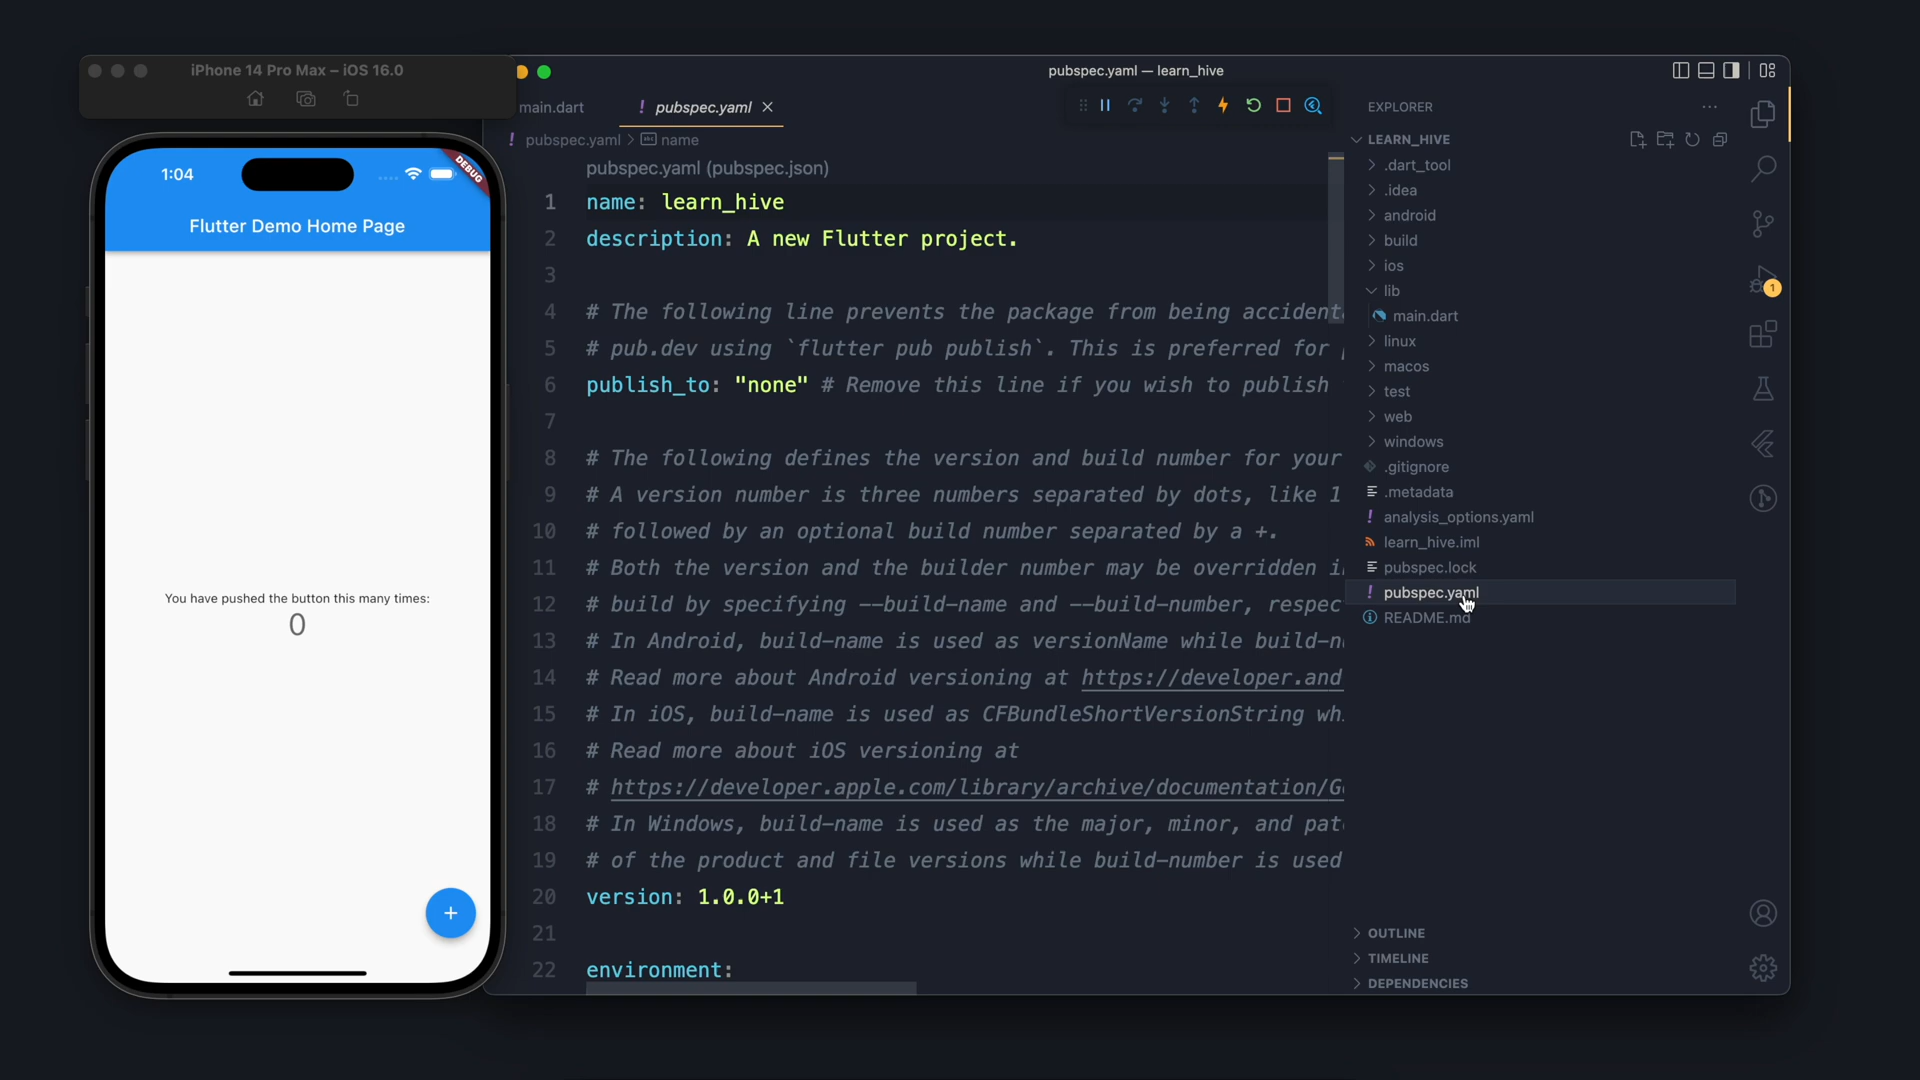 iPhone 14 Pro Max – iOS 16.0
1:04
DEBUG
Flutter Demo Home Page
You have pushed the button this many times:
0
+
pubspec.yaml — learn_hive
main.dart
! pubspec.yaml
! pubspec.yaml > abc name
pubspec.yaml (pubspec.json)
1 name: learn_hive
2 description: A new Flutter project.
3
4 # The following line prevents the package from being accident
5 # pub.dev using `flutter pub publish`. This is preferred for
6 publish_to: "none" # Remove this line if you wish to publish
7
8 # The following defines the version and build number for your
9 # A version number is three numbers separated by dots, like 1
10 # followed by an optional build number separated by a +.
11 # Both the version and the builder number may be overridden i
12 # build by specifying --build-name and --build-number, respec
13 # In Android, build-name is used as versionName while build-n
14 # Read more about Android versioning at https://developer.and
15 # In iOS, build-name is used as CFBundleShortVersionString wh
16 # Read more about iOS versioning at
17 # https://developer.apple.com/library/archive/documentation/G
18 # In Windows, build-name is used as the major, minor, and pat
19 # of the product and file versions while build-number is used
20 version: 1.0.0+1
21
22 environment:
EXPLORER
LEARN_HIVE
.dart_tool
.idea
android
build
ios
lib
main.dart
linux
macos
test
web
windows
.gitignore
.metadata
! analysis_options.yaml
learn_hive.iml
pubspec.lock
! pubspec.yaml
README.md
OUTLINE
TIMELINE
DEPENDENCIES
1